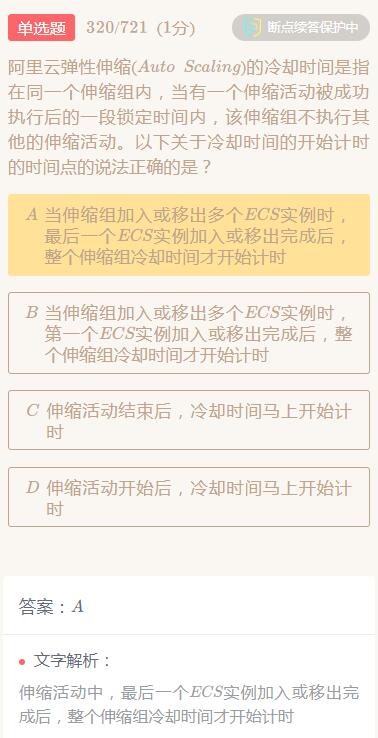 单选题 320/721 (1分) 断点续答保护中
阿里云弹性伸缩(Auto Scaling)的冷却时间是指
在同一个伸缩组内，当有一个伸缩活动被成功
执行后的一段锁定时间内，该伸缩组不执行其
他的伸缩活动。以下关于冷却时间的开始计时
的时间点的说法正确的是？
A 当伸缩组加入或移出多个ECS实例时，
最后一个ECS实例加入或移出完成后，
整个伸缩组冷却时间才开始计时
B 当伸缩组加入或移出多个ECS实例时，
第一个ECS实例加入或移出完成后，整
个伸缩组冷却时间才开始计时
C 伸缩活动结束后，冷却时间马上开始计
时
D 伸缩活动开始后，冷却时间马上开始计
时
答案：A
文字解析：
伸缩活动中，最后一个ECS实例加入或移出完
成后，整个伸缩组冷却时间才开始计时